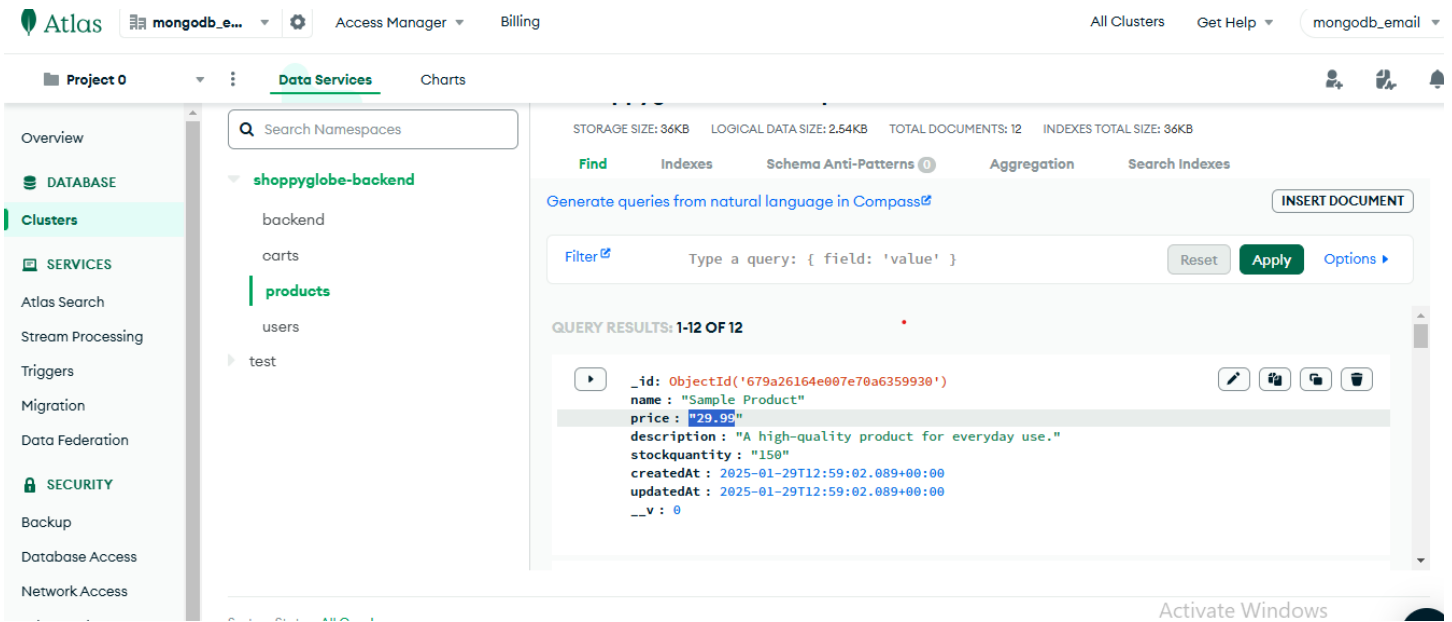 Atlas
mongodb_e...
Access Manager
Billing
All Clusters
Get Help
mongodb_email
Project 0
Data Services
Charts
Overview
DATABASE
Clusters
SERVICES
Atlas Search
Stream Processing
Triggers
Migration
Data Federation
SECURITY
Backup
Database Access
Network Access
Search Namespaces
shoppyglobe-backend
backend
carts
products
users
test
STORAGE SIZE: 36KB LOGICAL DATA SIZE: 2.54KB TOTAL DOCUMENTS: 12 INDEXES TOTAL SIZE: 36KB
Find Indexes Schema Anti-Patterns 0 Aggregation Search Indexes
Generate queries from natural language in Compass
INSERT DOCUMENT
Filter
Type a query: { field: 'value' }
Reset
Apply
Options
QUERY RESULTS: 1-12 OF 12
_id: ObjectId('679a26164e007e70a6359930')
name : "Sample Product"
price : "29.99"
description : "A high-quality product for everyday use."
stockquantity : "150"
createdAt : 2025-01-29T12:59:02.089+00:00
updatedAt : 2025-01-29T12:59:02.089+00:00
__v : 0
Activate Windows